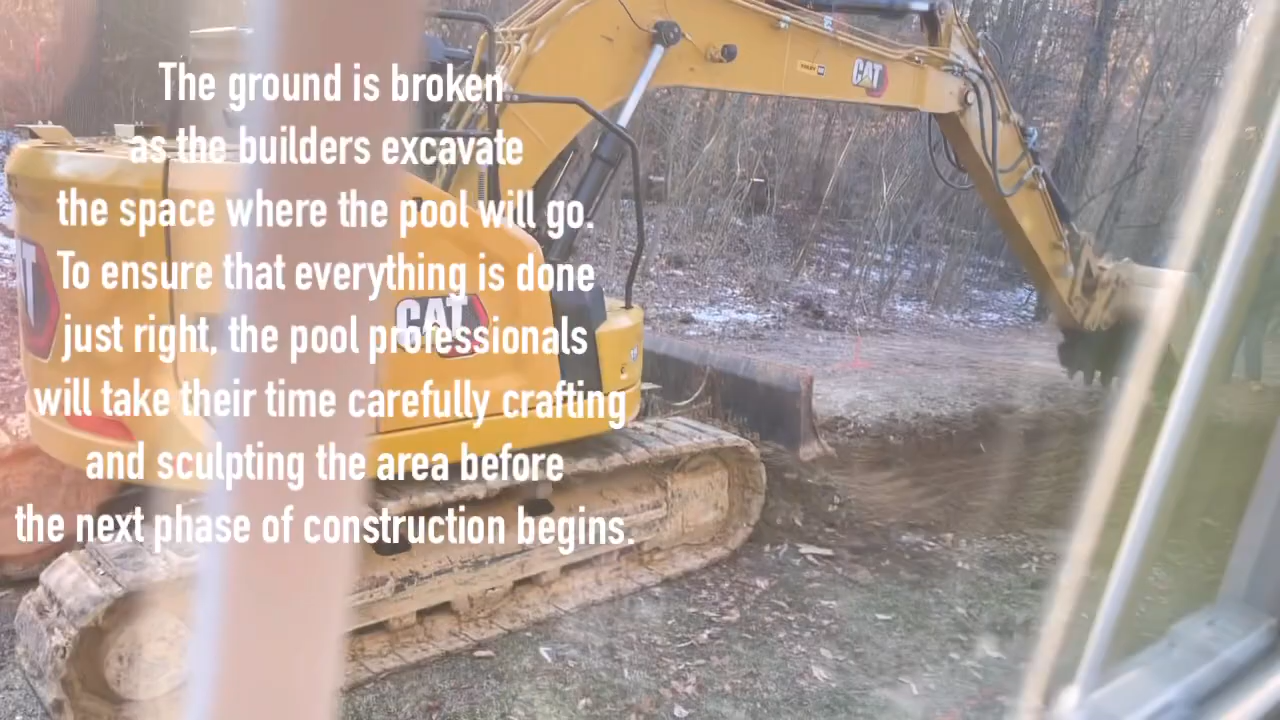 The ground is broken
as the builders excavate
the space where the pool will go.
To ensure that everything is done
just right, the pool professionals
will take their time carefully crafting
and sculpting the area before
the next phase of construction begins.
CAT
CAT